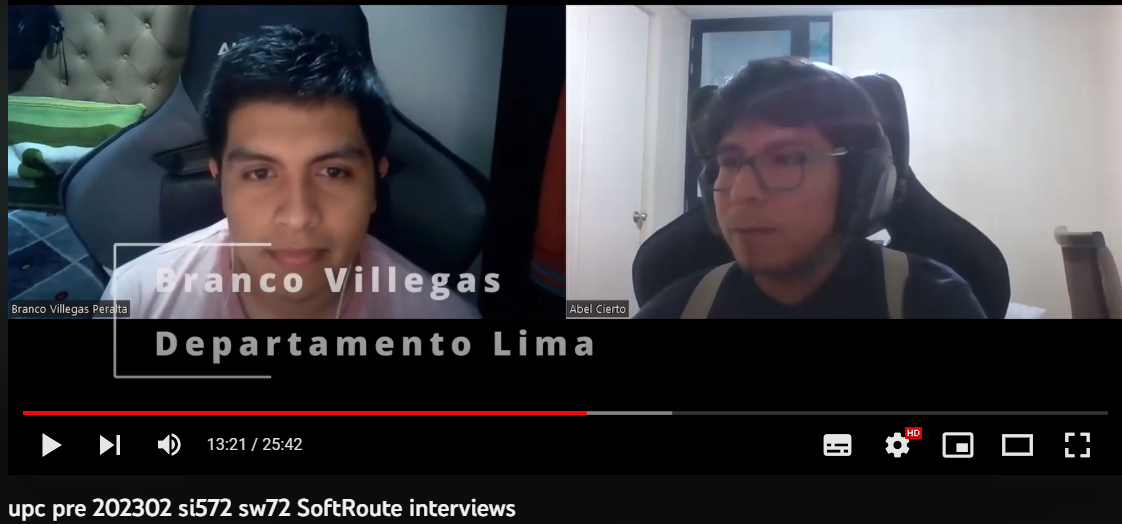 Branco Villegas
Branco Villegas Peralta
Abel Cierto
Departamento Lima
13:21 / 25:42
HD
upc pre 202302 si572 sw72 SoftRoute interviews